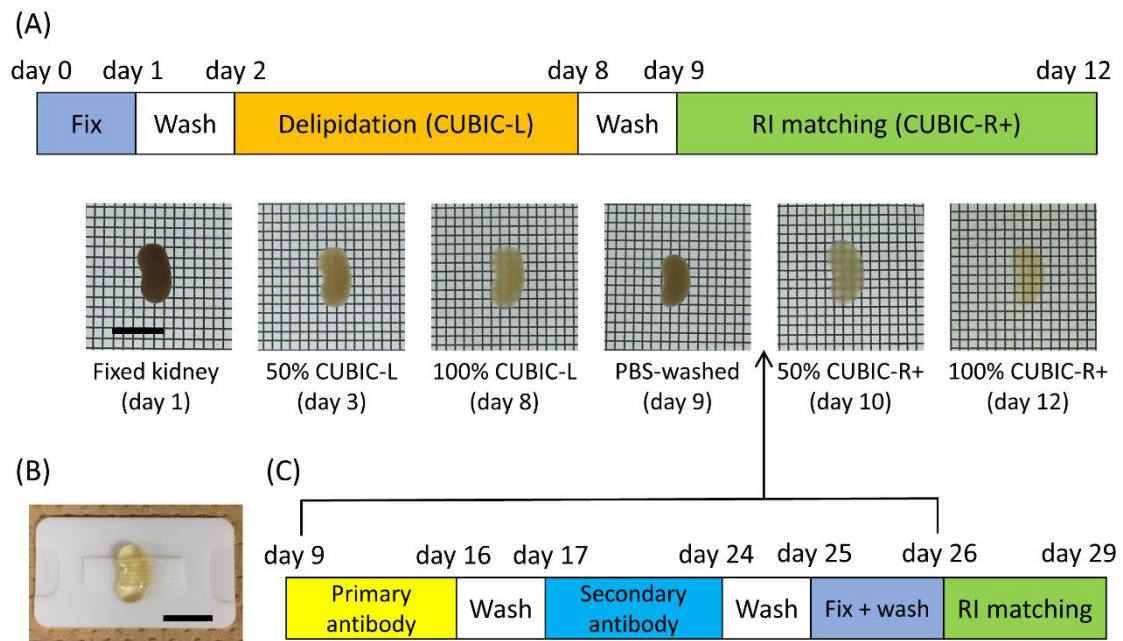 (A)
day 0 day 1 day 2 day 8 day 9 day 12
Fix Wash Delipidation (CUBIC-L) Wash RI matching (CUBIC-R+)
Fixed kidney 50% CUBIC-L 100% CUBIC-L PBS-washed 50% CUBIC-R+ 100% CUBIC-R+
(day 1) (day 3) (day 8) (day 9) (day 10) (day 12)
(B) (C)
day 9 day 16 day 17 day 24 day 25 day 26 day 29
Primary Secondary
antibody Wash antibody Wash Fix + wash RI matching